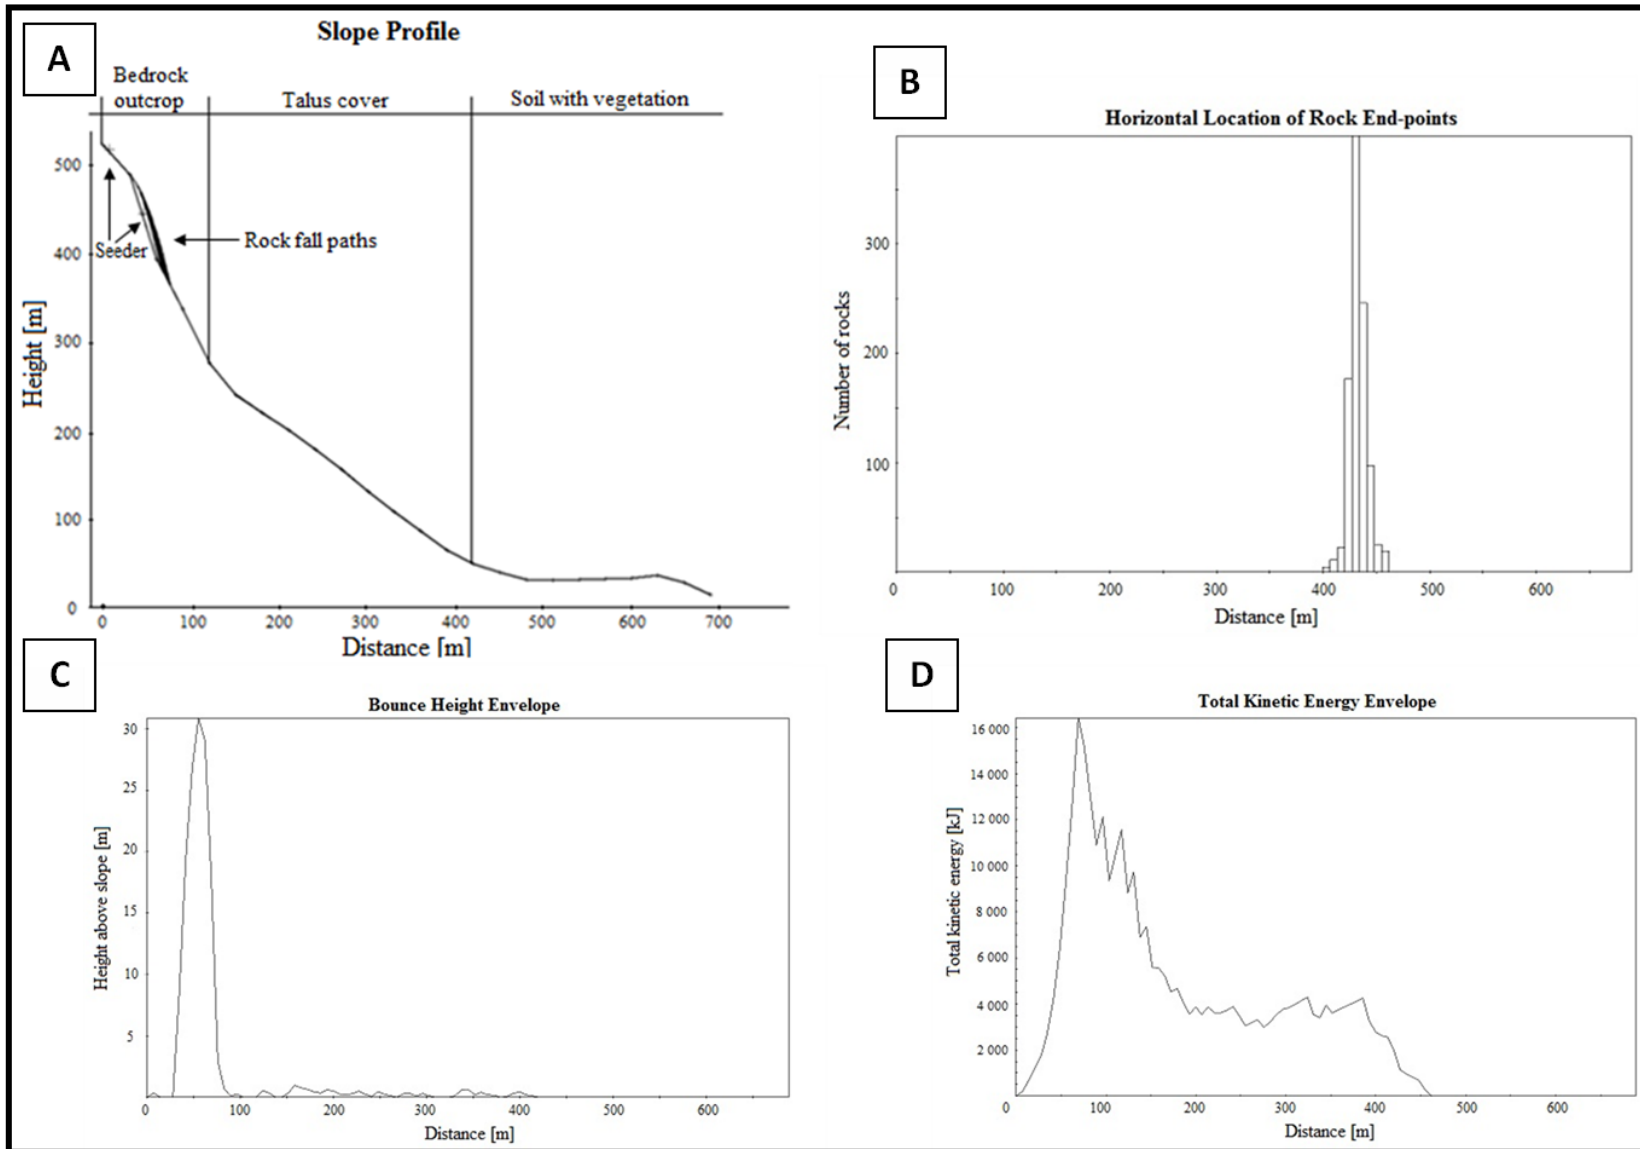 A
Slope Profile
Bedrock
outcrop
Talus cover
Soil with vegetation
500
400
300
200
100
0
Seeder
Rock fall paths
Height [m]
0 100 200 300 400 500 600 700
Distance [m]
B
Horizontal Location of Rock End-points
300
200
100
Number of rocks
0 100 200 300 400 500 600
Distance [m]
C
Bounce Height Envelope
30
25
20
15
10
5
Height above slope [m]
0 100 200 300 400 500 600
Distance [m]
D
Total Kinetic Energy Envelope
16 000
14 000
12 000
10 000
8 000
6 000
4 000
2 000
Total kinetic energy [kJ]
0 100 200 300 400 500 600
Distance [m]